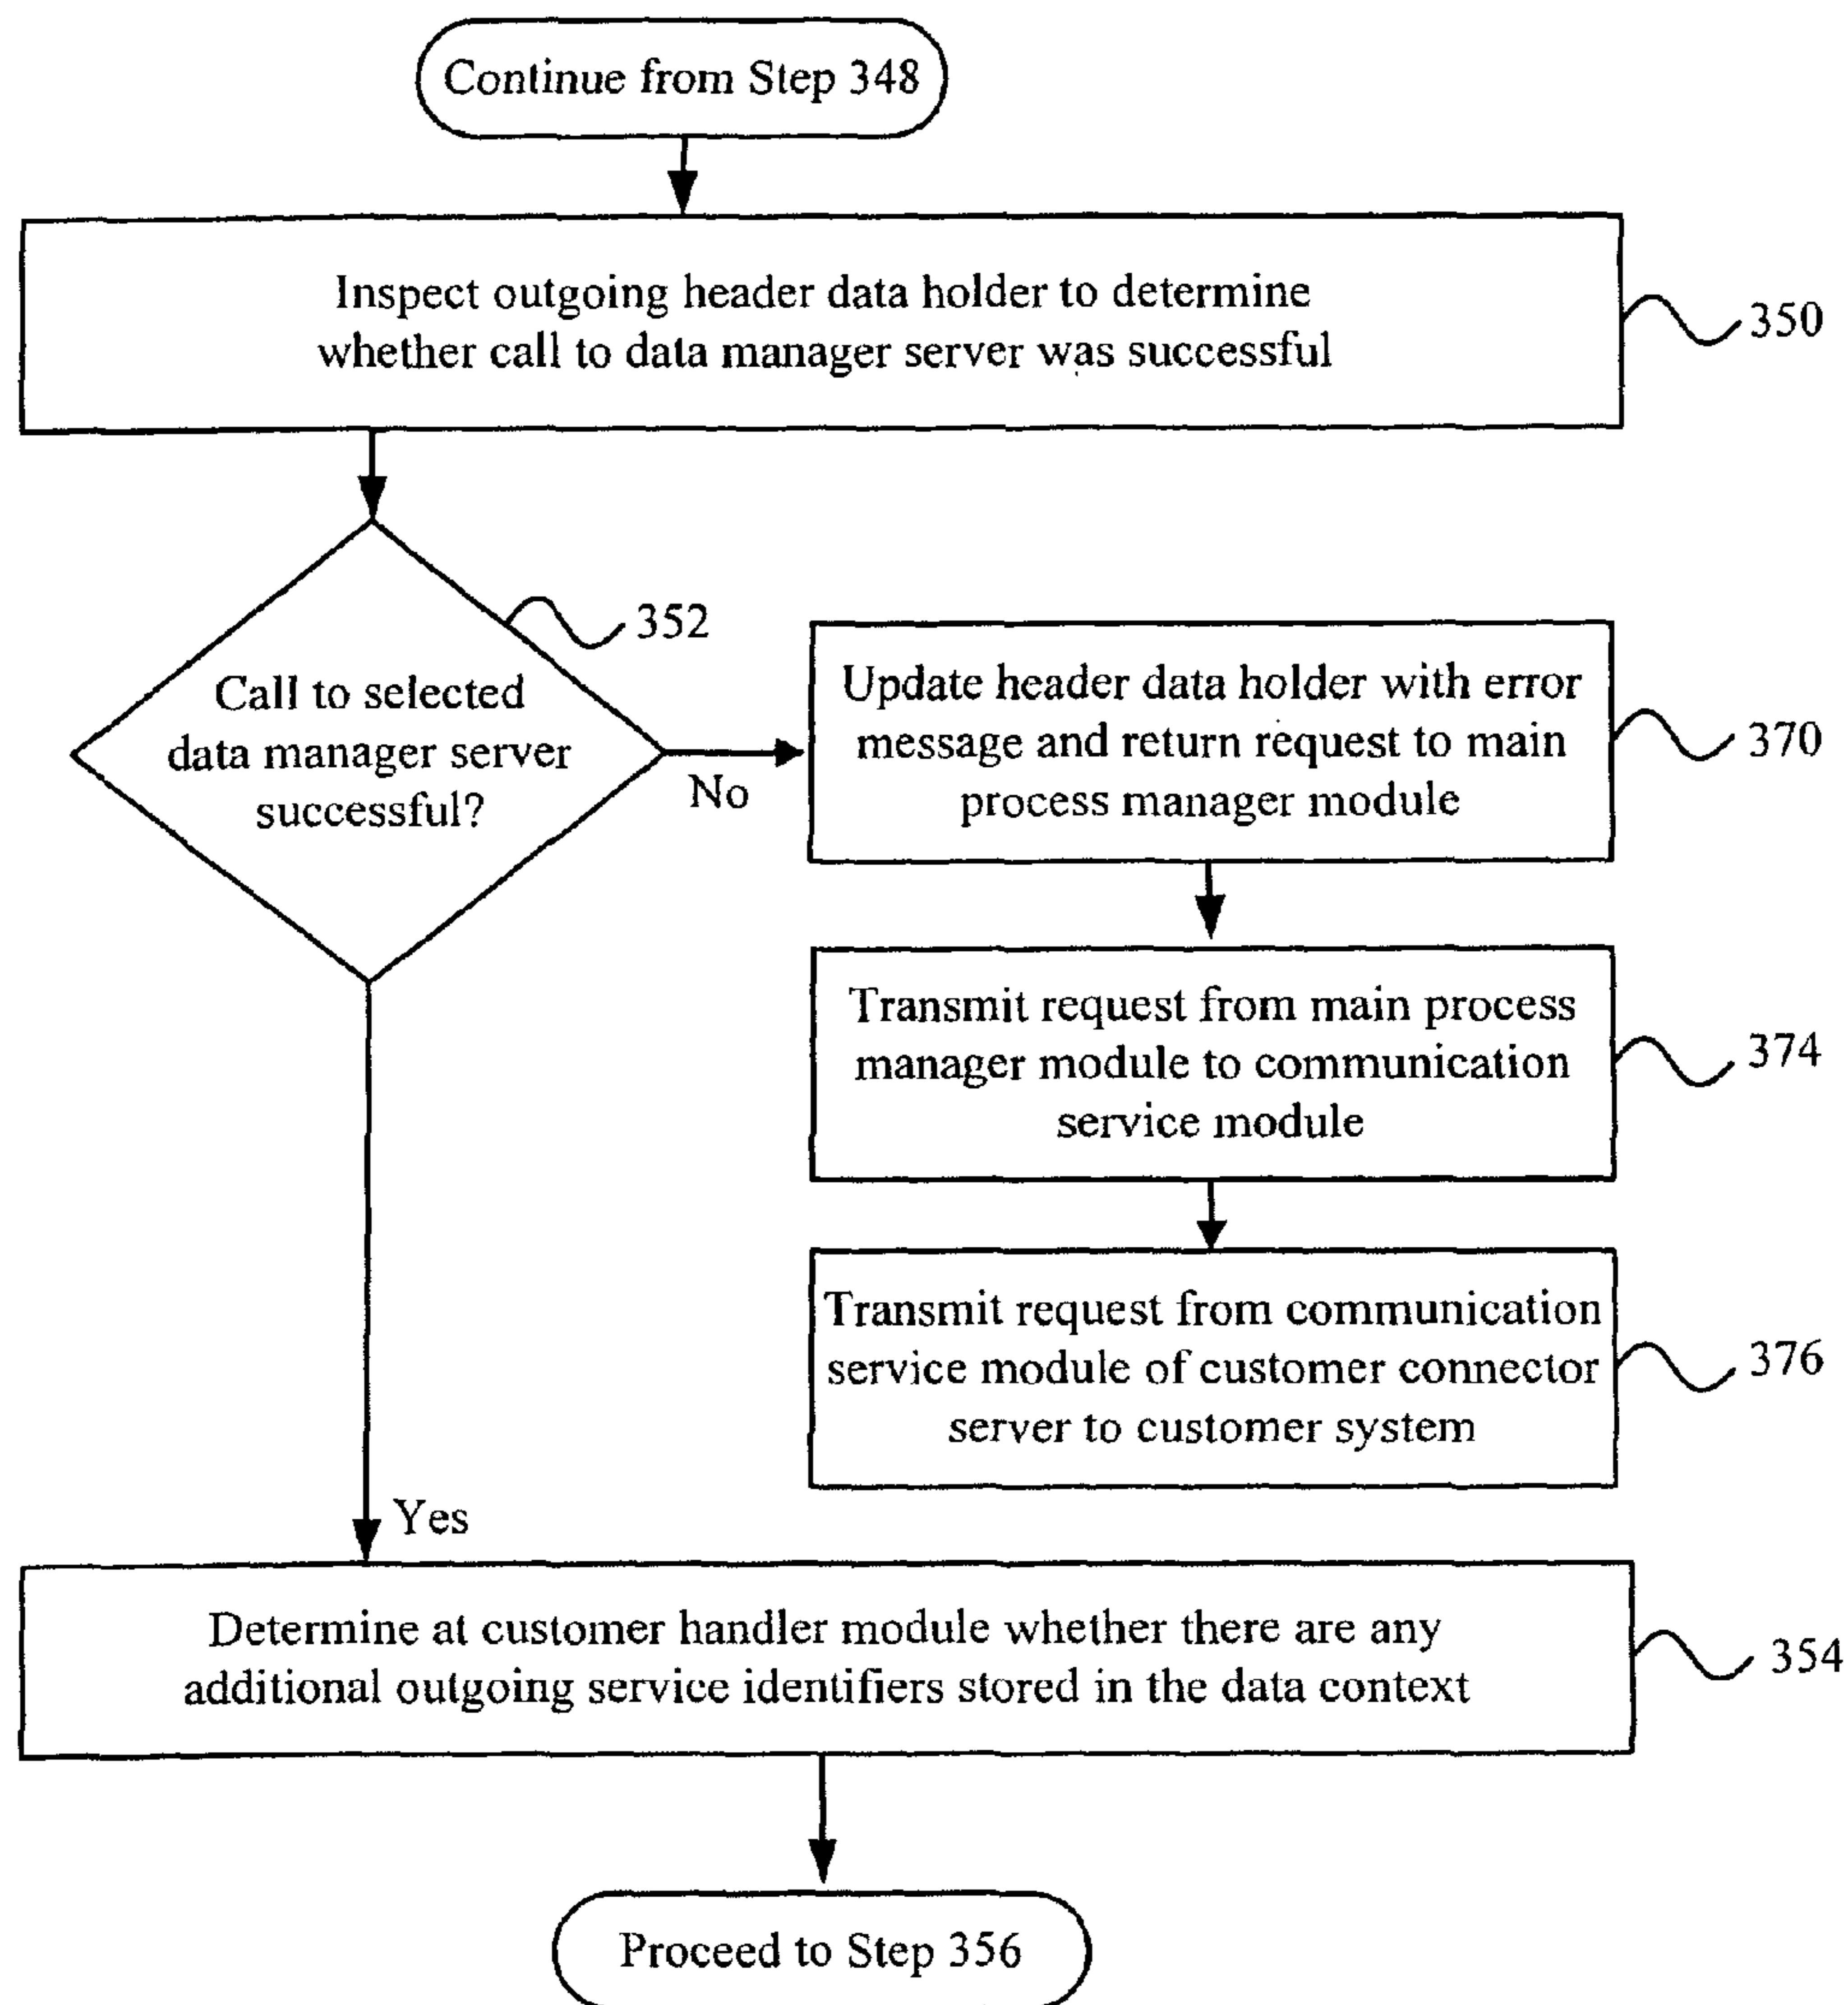 Continue from Step 348
Inspect outgoing header data holder to determine
whether call to data manager server was successful
350
352
Call to selected
data manager server
successful?
No
Update header data holder with error
message and return request to main
process manager module
370
Transmit request from main process
manager module to communication
service module
374
Transmit request from communication
service module of customer connector
server to customer system
376
Yes
Determine at customer handler module whether there are any
additional outgoing service identifiers stored in the data context
354
Proceed to Step 356